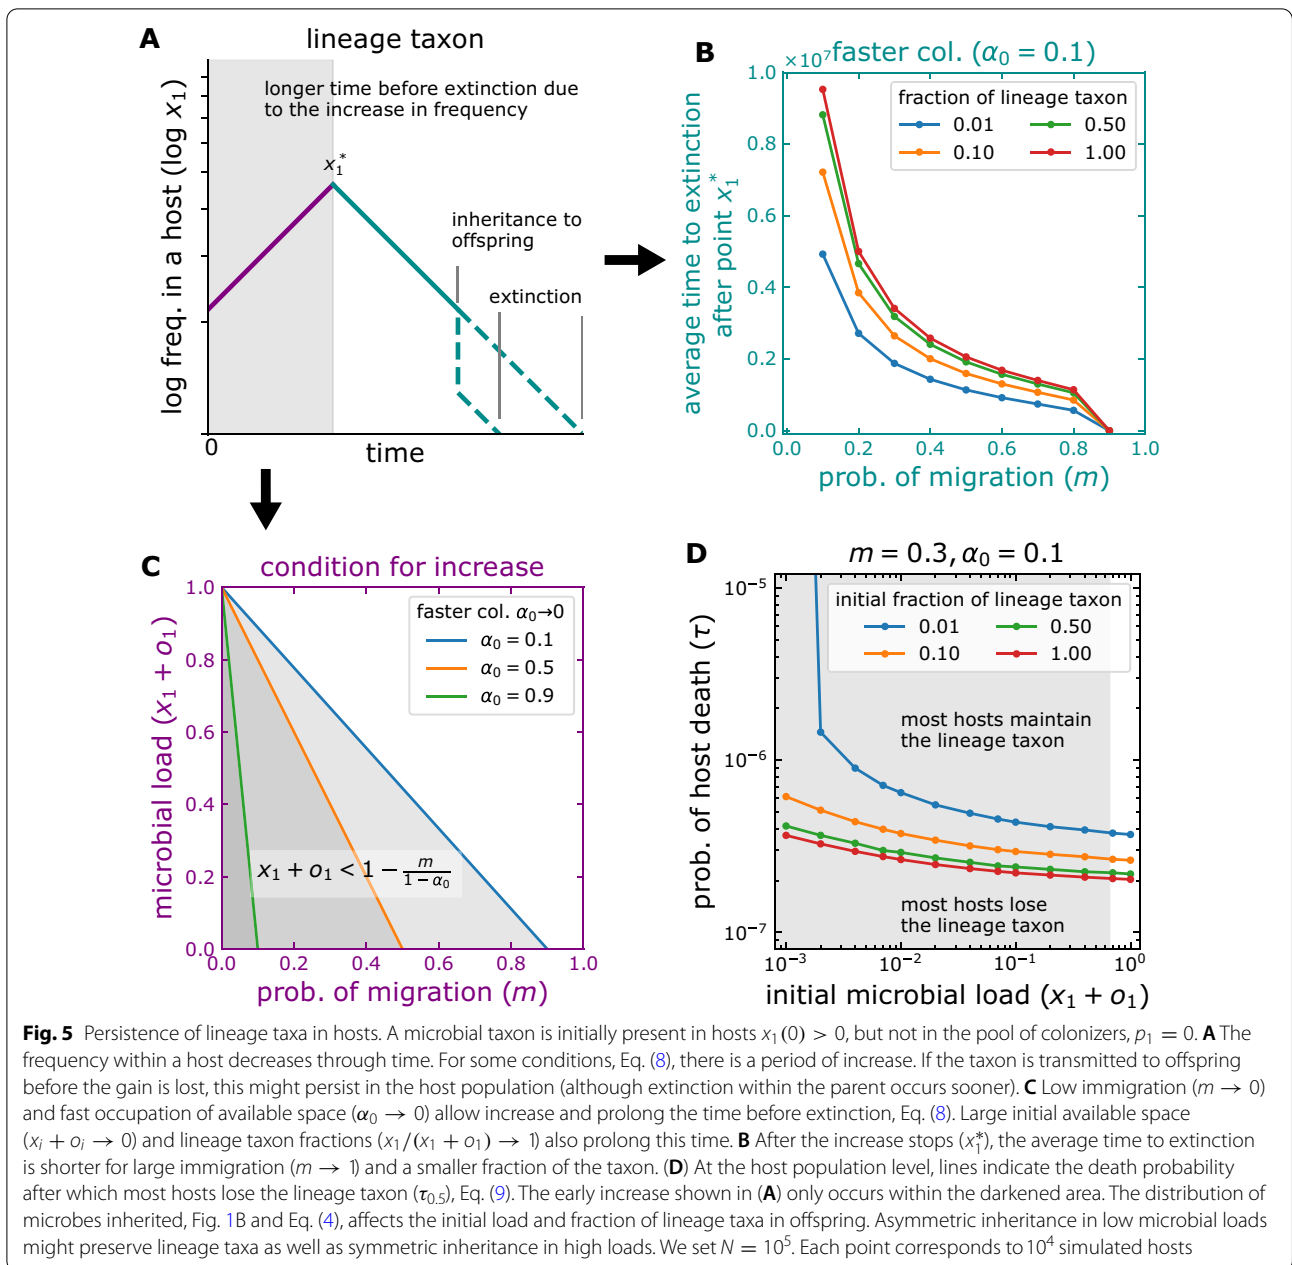 A
lineage taxon
longer time before extinction due
to the increase in frequency
x₁*
inheritance to
offspring
extinction
log freq. in a host (log x₁)
0
time
B
×10⁷ faster col. (α₀ = 0.1)
fraction of lineage taxon
0.01 0.50
0.10 1.00
average time to extinction
after point x₁*
1.0
0.8
0.6
0.4
0.2
0.0
0.0 0.2 0.4 0.6 0.8 1.0
prob. of migration (m)
C
condition for increase
faster col. α₀→0
α₀ = 0.1
α₀ = 0.5
α₀ = 0.9
x₁ + o₁ < 1 − m/(1 − α₀)
microbial load (x₁ + o₁)
1.0
0.8
0.6
0.4
0.2
0.0
0.0 0.2 0.4 0.6 0.8 1.0
prob. of migration (m)
D
m = 0.3, α₀ = 0.1
initial fraction of lineage taxon
0.01 0.50
0.10 1.00
most hosts maintain
the lineage taxon
most hosts lose
the lineage taxon
prob. of host death (τ)
10⁻⁵
10⁻⁶
10⁻⁷
10⁻³ 10⁻² 10⁻¹ 10⁰
initial microbial load (x₁ + o₁)
Fig. 5 Persistence of lineage taxa in hosts. A microbial taxon is initially present in hosts x₁(0) > 0, but not in the pool of colonizers, p₁ = 0. A The
frequency within a host decreases through time. For some conditions, Eq. (8), there is a period of increase. If the taxon is transmitted to offspring
before the gain is lost, this might persist in the host population (although extinction within the parent occurs sooner). C Low immigration (m → 0)
and fast occupation of available space (α₀ → 0) allow increase and prolong the time before extinction, Eq. (8). Large initial available space
(xᵢ + oᵢ → 0) and lineage taxon fractions (x₁/(x₁ + o₁) → 1) also prolong this time. B After the increase stops (x₁*), the average time to extinction
is shorter for large immigration (m → 1) and a smaller fraction of the taxon. (D) At the host population level, lines indicate the death probability
after which most hosts lose the lineage taxon (τ₀.₅), Eq. (9). The early increase shown in (A) only occurs within the darkened area. The distribution of
microbes inherited, Fig. 1B and Eq. (4), affects the initial load and fraction of lineage taxa in offspring. Asymmetric inheritance in low microbial loads
might preserve lineage taxa as well as symmetric inheritance in high loads. We set N = 10⁵. Each point corresponds to 10⁴ simulated hosts